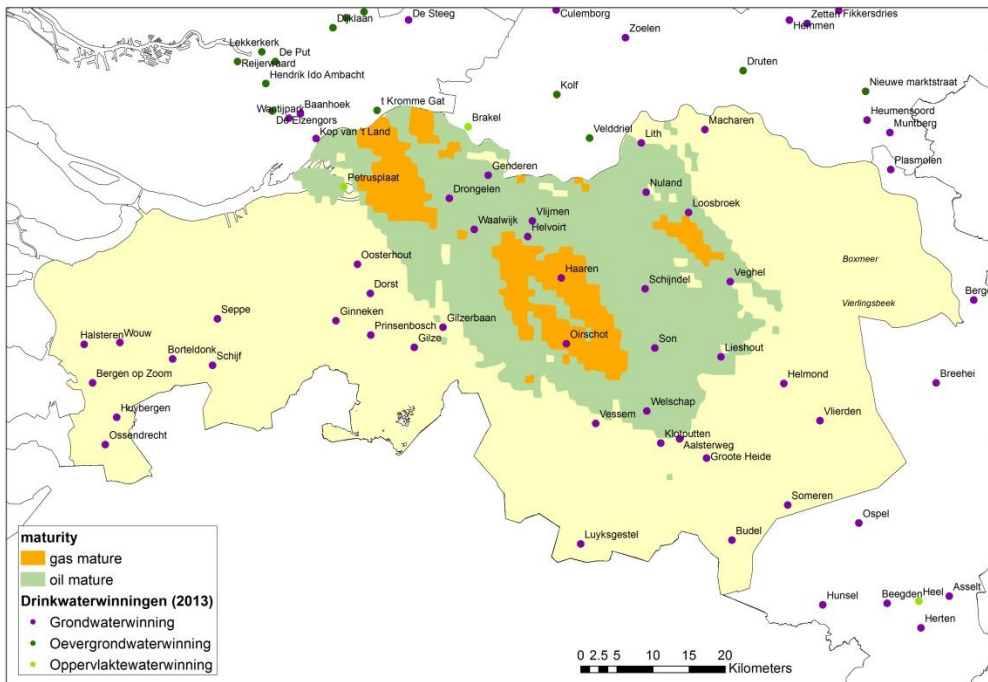 De Steeg
Culemborg
Zetten Fikkersdries
Hemmen
Zoelen
Diklaan
Lekkerkerk
De Put
Reijerwaard
Hendrik Ido Ambacht
Druten
Nieuwe marktstraat
Kolf
Wantijpark
Baanhoek
De Elzengors
't Kromme Gat
Brakel
Macharen
Heumensoord
Muntberg
Kop van 't Land
Velddriel
Lith
Genderen
Plasmolen
Petrusplaat
Drongelen
Nuland
Loosbroek
Waalwijk
Vlijmen
Helvoirt
Oosterhout
Haaren
Boxmeer
Schijndel
Veghel
Dorst
Vierlingsbeek
Berge
Seppe
Ginneken
Prinsenbosch
Gilzerbaan
Gilze
Halsteren
Wouw
Borteldonk
Schijf
Oirschot
Son
Lieshout
Bergen op Zoom
Helmond
Breehei
Huybergen
Ossendrecht
Welschap
Vessem
Vlierden
Klotputten
Aalsterweg
Groote Heide
Someren
Ospel
Luyksgestel
Budel
maturity
gas mature
oil mature
Drinkwaterwinningen (2013)
Grondwaterwinning
Oevergrondwaterwinning
Oppervlaktewaterwinning
Hunsel
Beegden
Heel
Asselt
Herten
0 2.5 5 10 15 20
Kilometers